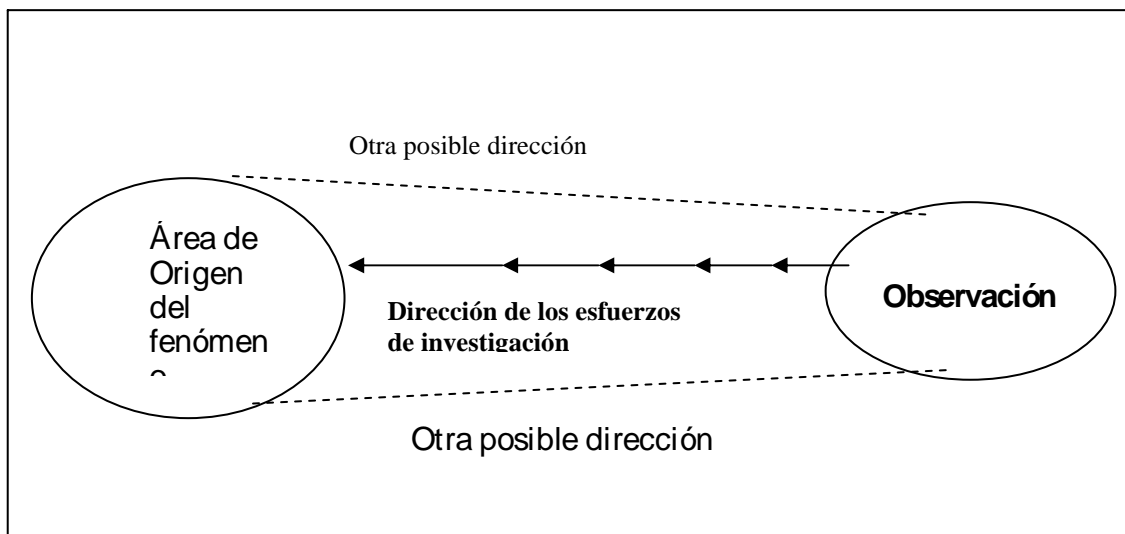 Otra posible dirección
Área de
Origen
del
fenómen
o
Dirección de los esfuerzos
de investigación
Observación
Otra posible dirección